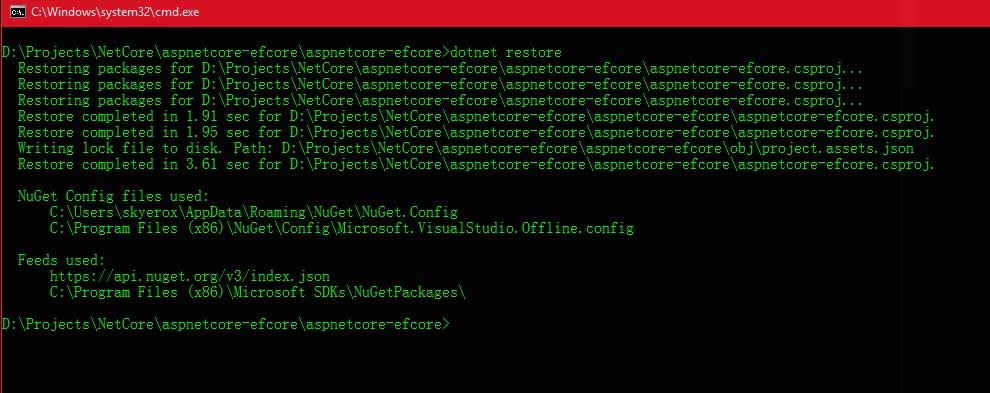 C:\Windows\system32\cmd.exe
D:\Projects\NetCore\aspnetcore-efcore\aspnetcore-efcore>dotnet restore
Restoring packages for D:\Projects\NetCore\aspnetcore-efcore\aspnetcore-efcore\aspnetcore-efcore.csproj...
Restoring packages for D:\Projects\NetCore\aspnetcore-efcore\aspnetcore-efcore\aspnetcore-efcore.csproj...
Restoring packages for D:\Projects\NetCore\aspnetcore-efcore\aspnetcore-efcore\aspnetcore-efcore.csproj...
Restore completed in 1.91 sec for D:\Projects\NetCore\aspnetcore-efcore\aspnetcore-efcore\aspnetcore-efcore.csproj.
Restore completed in 1.95 sec for D:\Projects\NetCore\aspnetcore-efcore\aspnetcore-efcore\aspnetcore-efcore.csproj.
Writing lock file to disk. Path: D:\Projects\NetCore\aspnetcore-efcore\aspnetcore-efcore\obj\project.assets.json
Restore completed in 3.61 sec for D:\Projects\NetCore\aspnetcore-efcore\aspnetcore-efcore\aspnetcore-efcore.csproj.
NuGet Config files used:
C:\Users\skyerox\AppData\Roaming\NuGet\NuGet.Config
C:\Program Files (x86)\NuGet\Config\Microsoft.VisualStudio.Offline.config
Feeds used:
https://api.nuget.org/v3/index.json
C:\Program Files (x86)\Microsoft SDKs\NuGetPackages\
D:\Projects\NetCore\aspnetcore-efcore\aspnetcore-efcore>